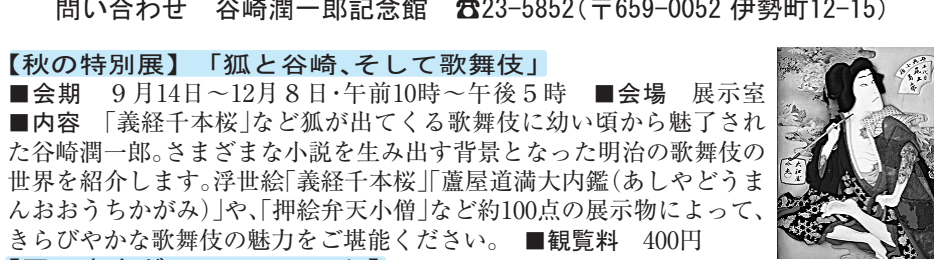 問い合わせ　谷崎潤一郎記念館　☎23-5852（〒659-0052 伊勢町12-15）
【秋の特別展】「狐と谷崎、そして歌舞伎」
■会期　９月14日～12月８日・午前10時～午後５時　■会場　展示室
■内容　「義経千本桜」など狐が出てくる歌舞伎に幼い頃から魅了され
た谷崎潤一郎。さまざまな小説を生み出す背景となった明治の歌舞伎の
世界を紹介します。浮世絵「義経千本桜」「蘆屋道満大内鑑（あしやどうま
んおおうちかがみ）」や、「押絵弁天小僧」など約100点の展示物によって、
きらびやかな歌舞伎の魅力をご堪能ください。　■観覧料　400円